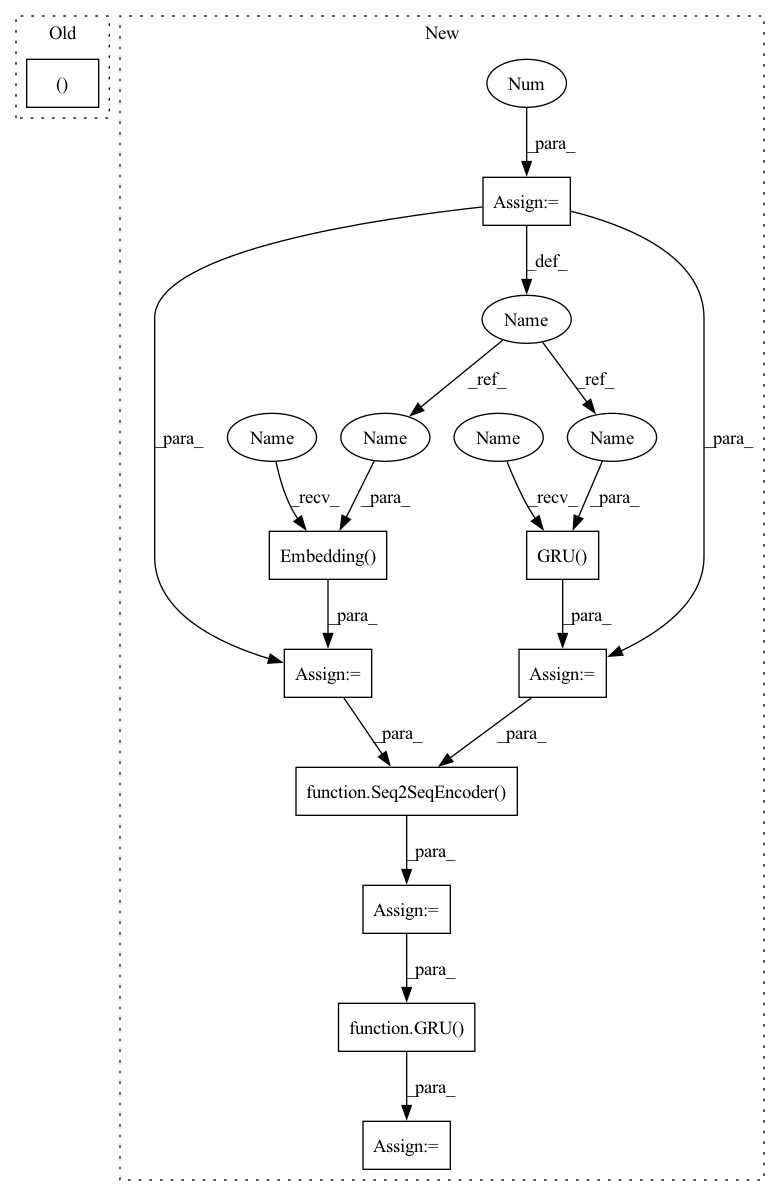 Old
New
()
Num
_para_
Assign:=
_def_
Name
_ref_
_ref_
_para_
_para_
Name
Name
Name
Name
_recv_
_para_
_recv_
_para_
Embedding()
GRU()
_para_
_para_
Assign:=
Assign:=
_para_
_para_
function.Seq2SeqEncoder()
_para_
Assign:=
_para_
function.GRU()
_para_
Assign:=